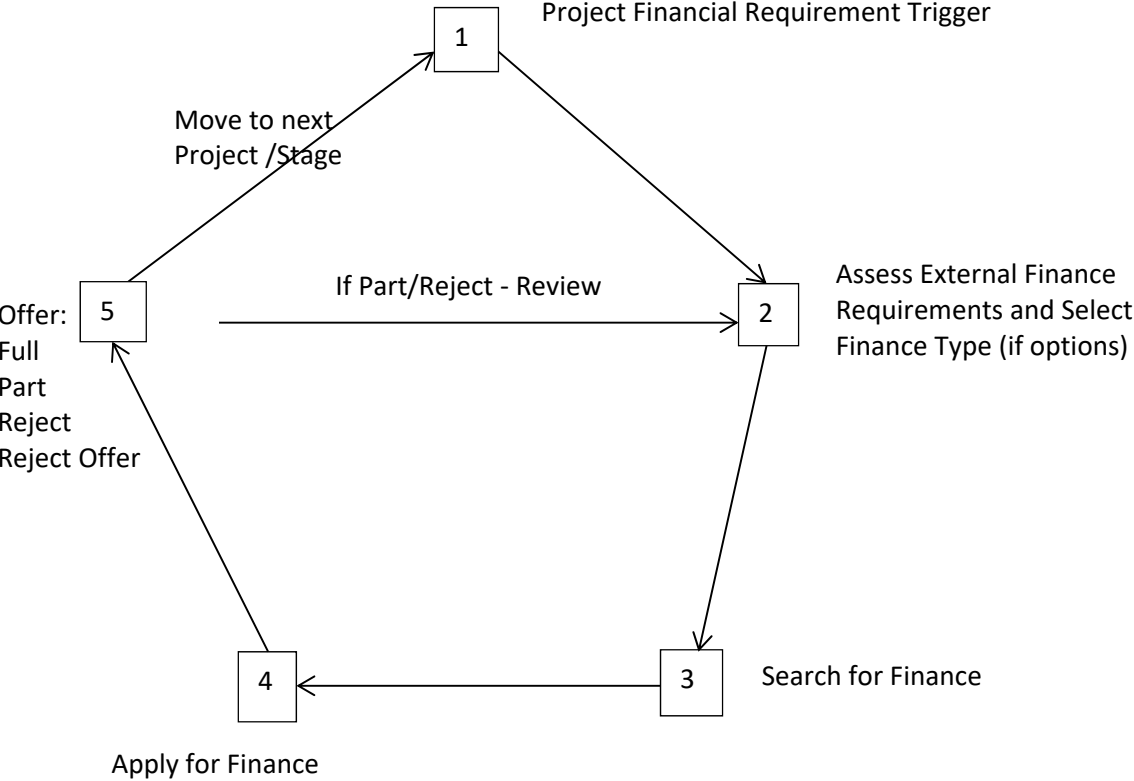 Project Financial Requirement Trigger
1
Move to next
Project /Stage
If Part/Reject - Review
Assess External Finance
Requirements and Select
Finance Type (if options)
2
5
Offer:
Full
Part
Reject
Reject Offer
3
Search for Finance
4
Apply for Finance